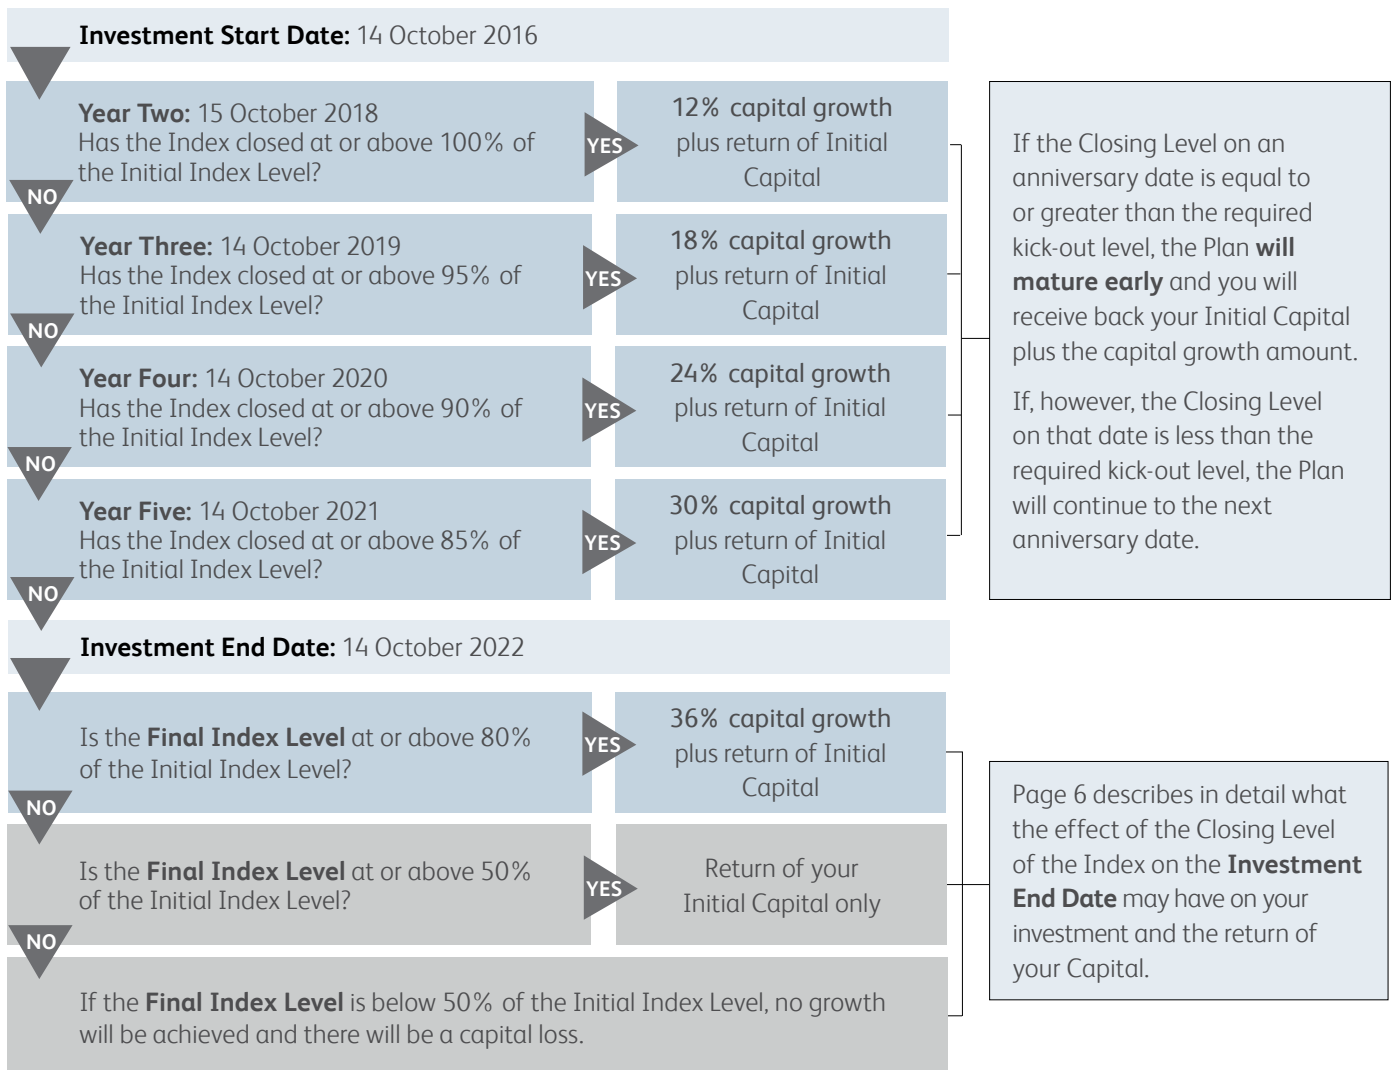 Investment Start Date: 14 October 2016
Year Two: 15 October 2018
Has the Index closed at or above 100% of
the Initial Index Level?
YES
12% capital growth
plus return of Initial
Capital
NO
Year Three: 14 October 2019
Has the Index closed at or above 95% of
the Initial Index Level?
YES
18% capital growth
plus return of Initial
Capital
NO
Year Four: 14 October 2020
Has the Index closed at or above 90% of
the Initial Index Level?
YES
24% capital growth
plus return of Initial
Capital
NO
Year Five: 14 October 2021
Has the Index closed at or above 85% of
the Initial Index Level?
YES
30% capital growth
plus return of Initial
Capital
NO
If the Closing Level on an
anniversary date is equal to
or greater than the required
kick-out level, the Plan will
mature early and you will
receive back your Initial Capital
plus the capital growth amount.
If, however, the Closing Level
on that date is less than the
required kick-out level, the Plan
will continue to the next
anniversary date.
Investment End Date: 14 October 2022
Is the Final Index Level at or above 80%
of the Initial Index Level?
YES
36% capital growth
plus return of Initial
Capital
NO
Is the Final Index Level at or above 50%
of the Initial Index Level?
YES
Return of your
Initial Capital only
NO
If the Final Index Level is below 50% of the Initial Index Level, no growth
will be achieved and there will be a capital loss.
Page 6 describes in detail what
the effect of the Closing Level
of the Index on the Investment
End Date may have on your
investment and the return of
your Capital.